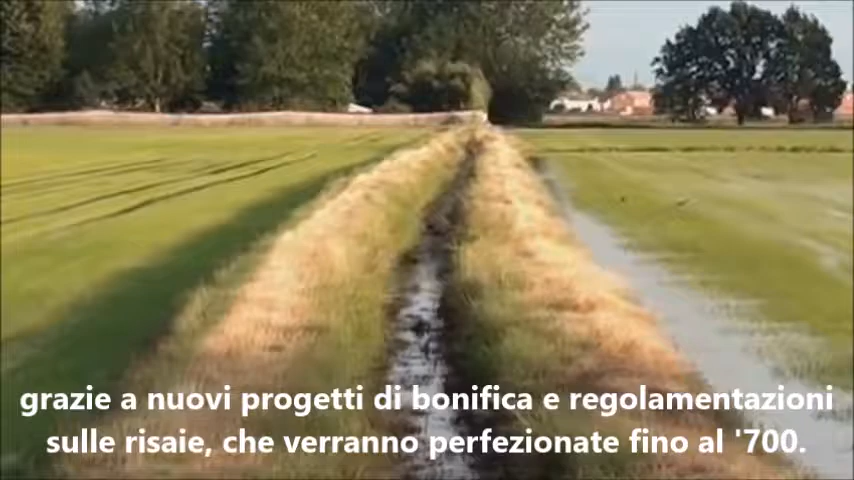 grazie a nuovi progetti di bonifica e regolamentazioni
sulle risaie, che verranno perfezionate fino al '700.